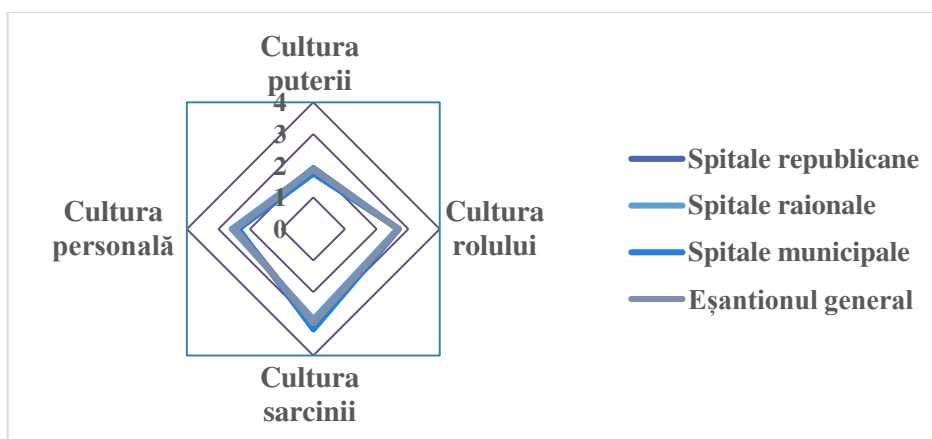 Cultura
puterii
4
3
2
1
0
Cultura
personală
Cultura
rolului
Cultura
sarcinii
Spitale republicane
Spitale raionale
Spitale municipale
Eșantionul general